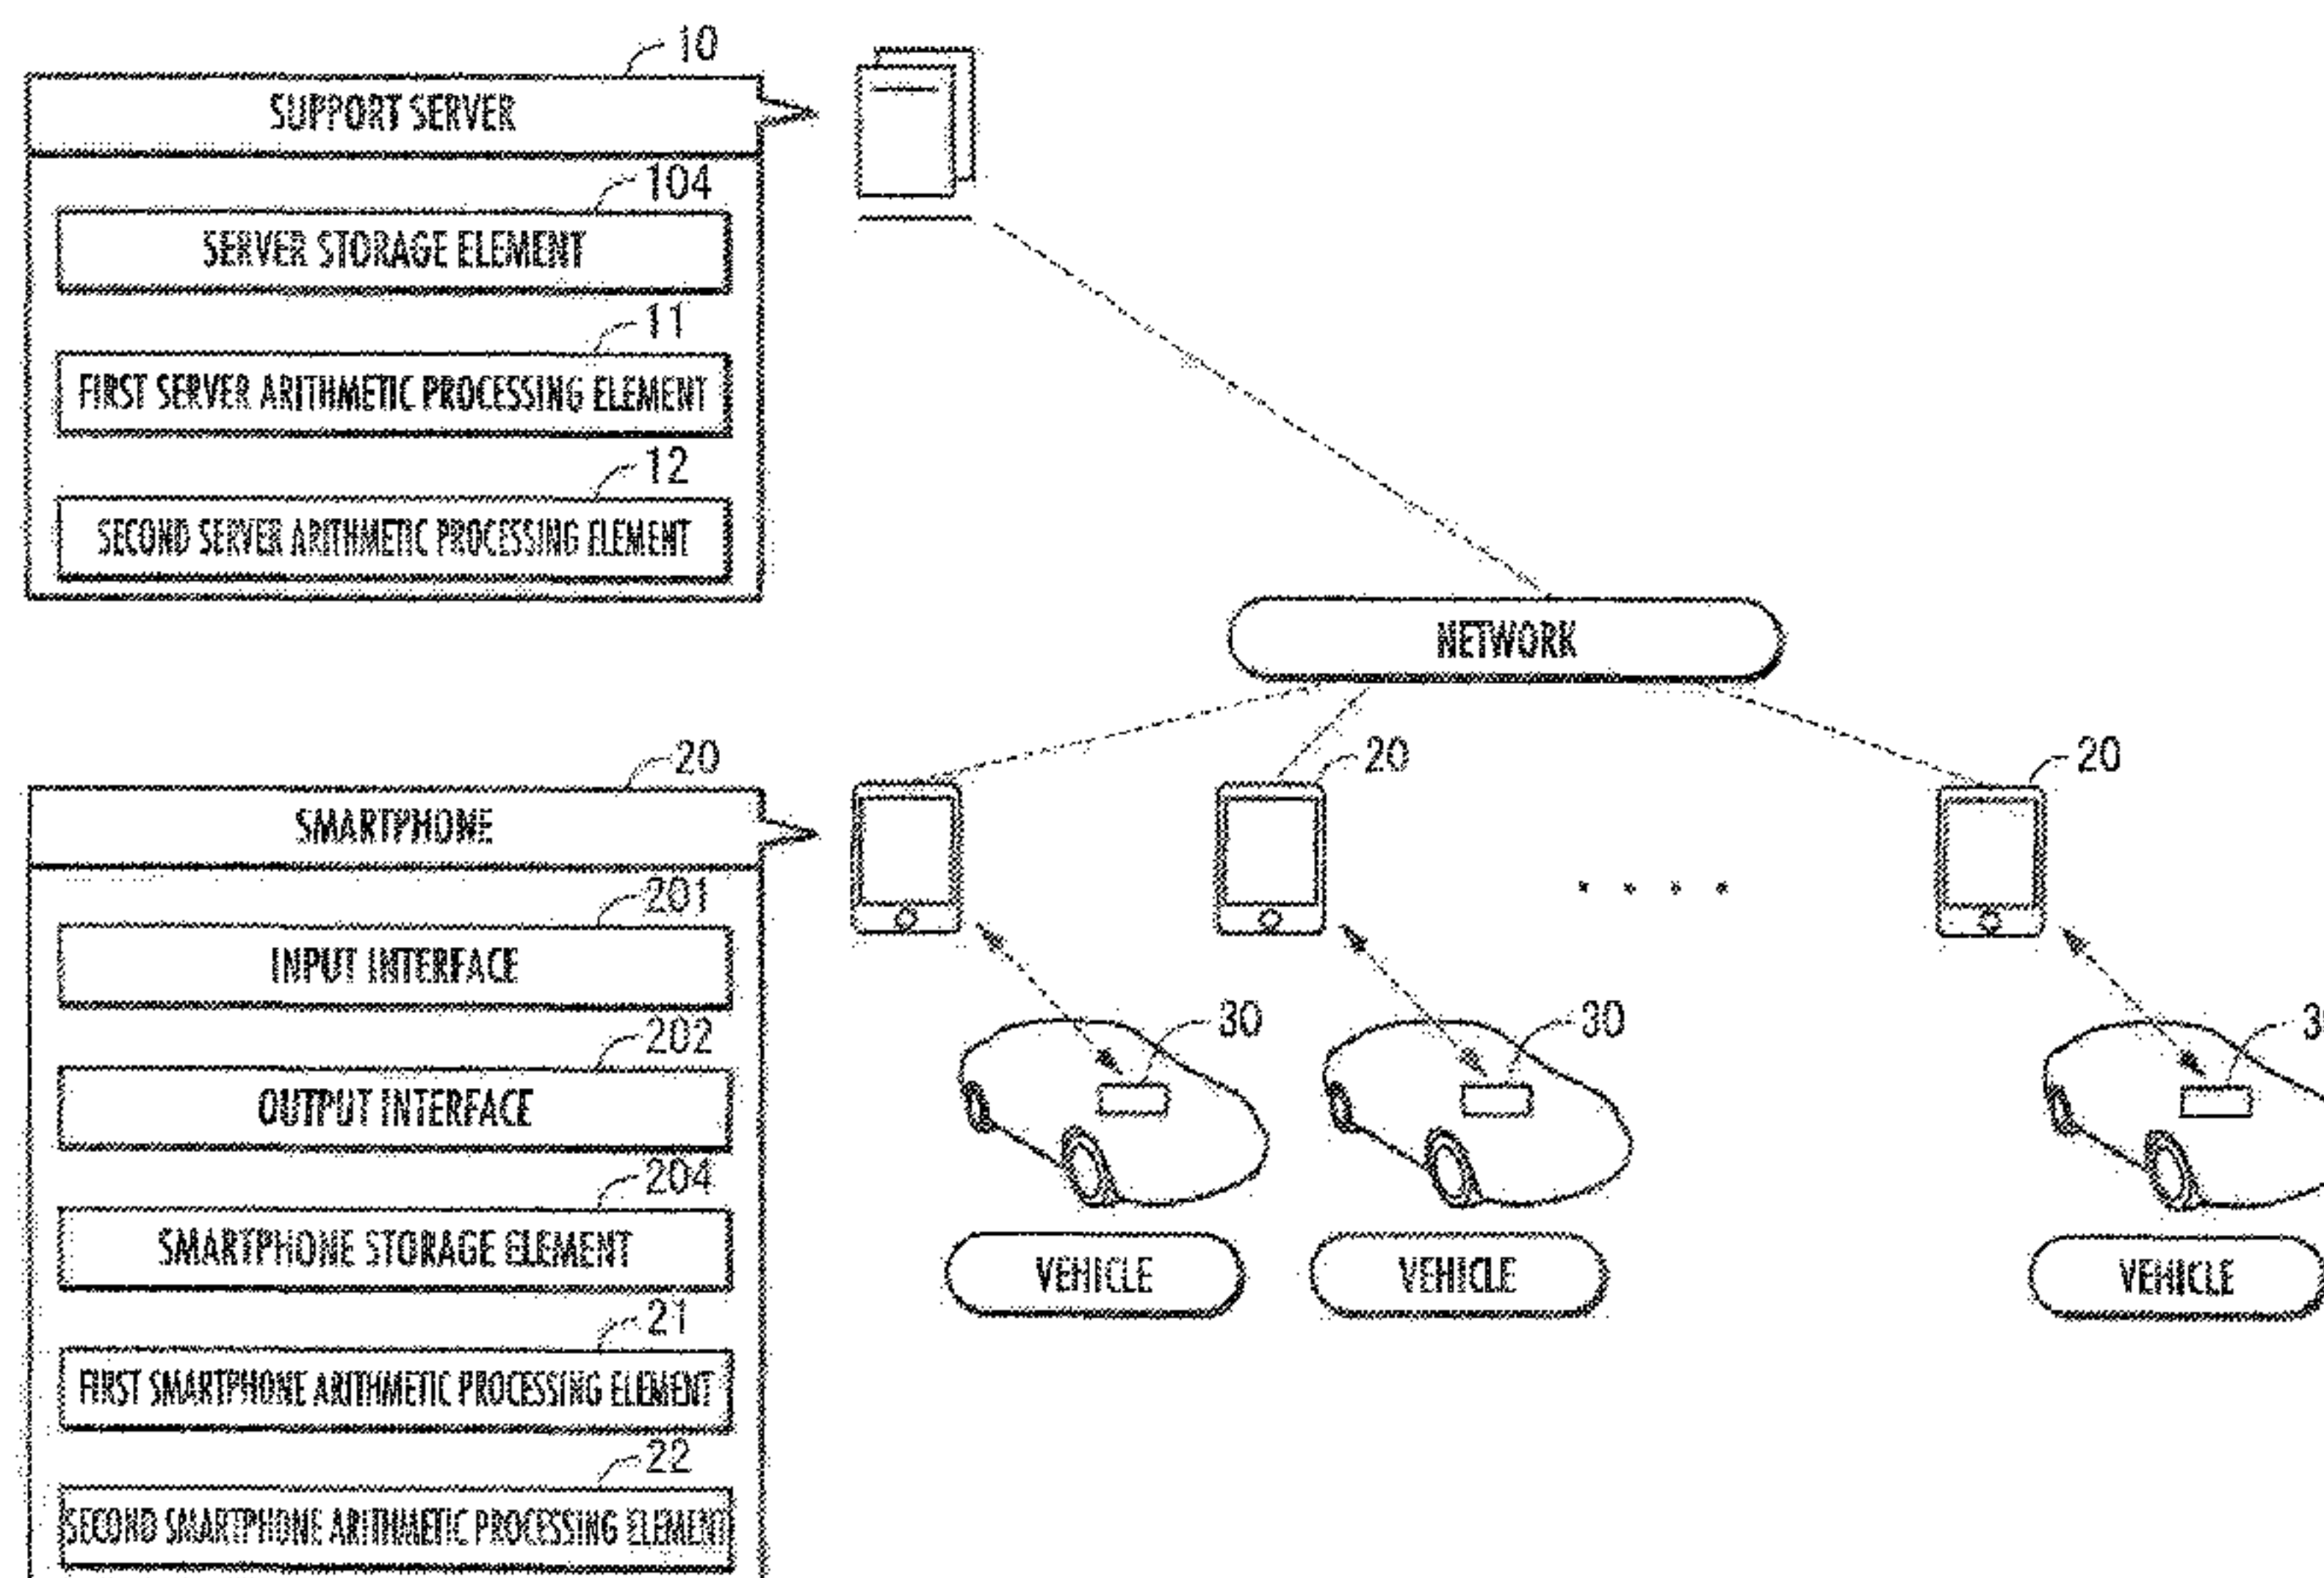 10
SUPPORT SERVER
104
SERVER STORAGE ELEMENT
11
FIRST SERVER ARITHMETIC PROCESSING ELEMENT
12
SECOND SERVER ARITHMETIC PROCESSING ELEMENT
NETWORK
20
SMARTPHONE
20
20
201
INPUT INTERFACE
202
OUTPUT INTERFACE
204
SMARTPHONE STORAGE ELEMENT
21
FIRST SMARTPHONE ARITHMETIC PROCESSING ELEMENT
22
SECOND SMARTPHONE ARITHMETIC PROCESSING ELEMENT
30
30
VEHICLE
VEHICLE
VEHICLE